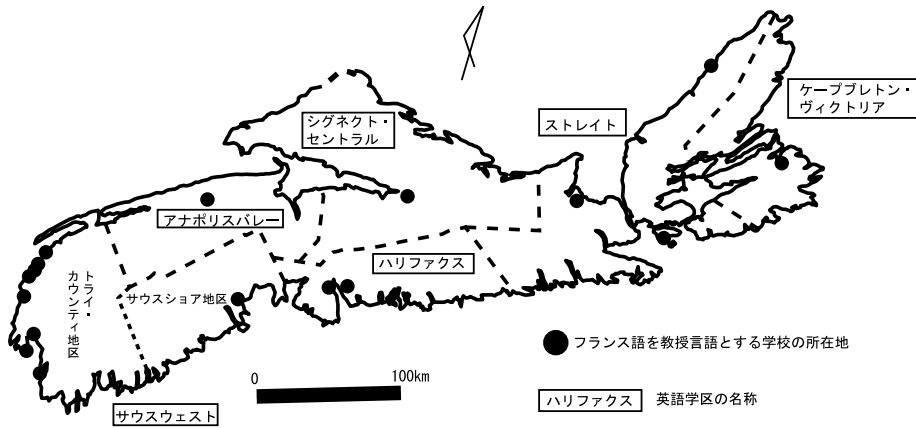 ケープブレトン・
ヴィクトリア
シグネクト・
セントラル
ストレイト
アナポリスバレー
ハリファクス
トライ・
カウンティ地区
サウスショア地区
フランス語を教授言語とする学校の所在地
0 100km
ハリファクス 英語学区の名称
サウスウェスト